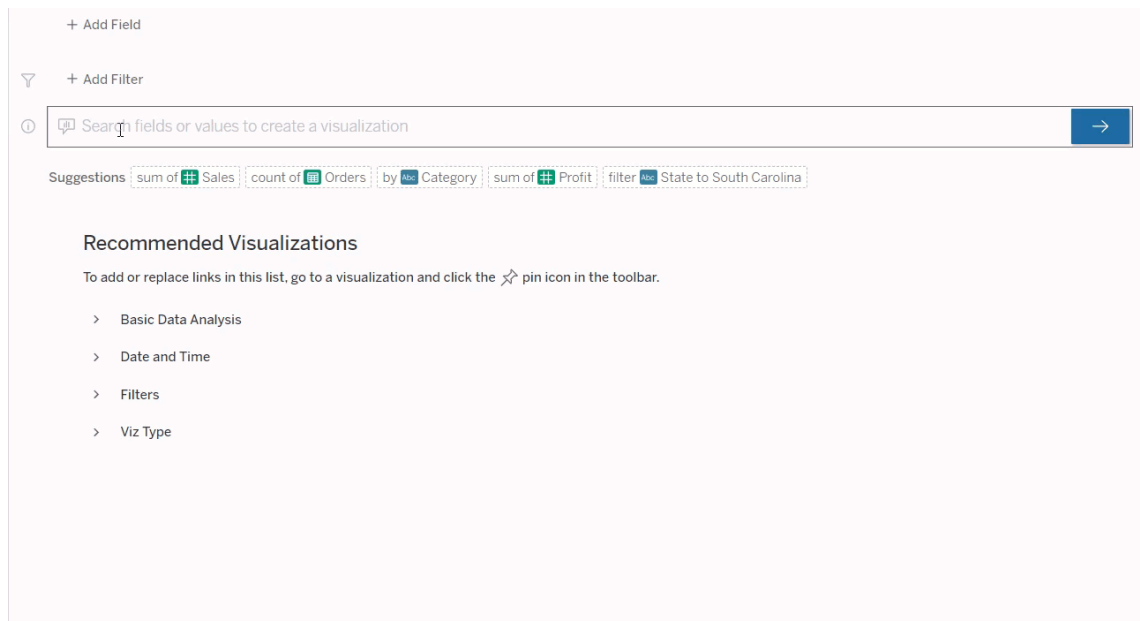 + Add Field
+ Add Filter
Search fields or values to create a visualization
Suggestions sum of # Sales count of Orders by Abc Category sum of # Profit filter Abc State to South Carolina
Recommended Visualizations
To add or replace links in this list, go to a visualization and click the pin icon in the toolbar.
> Basic Data Analysis
> Date and Time
> Filters
> Viz Type